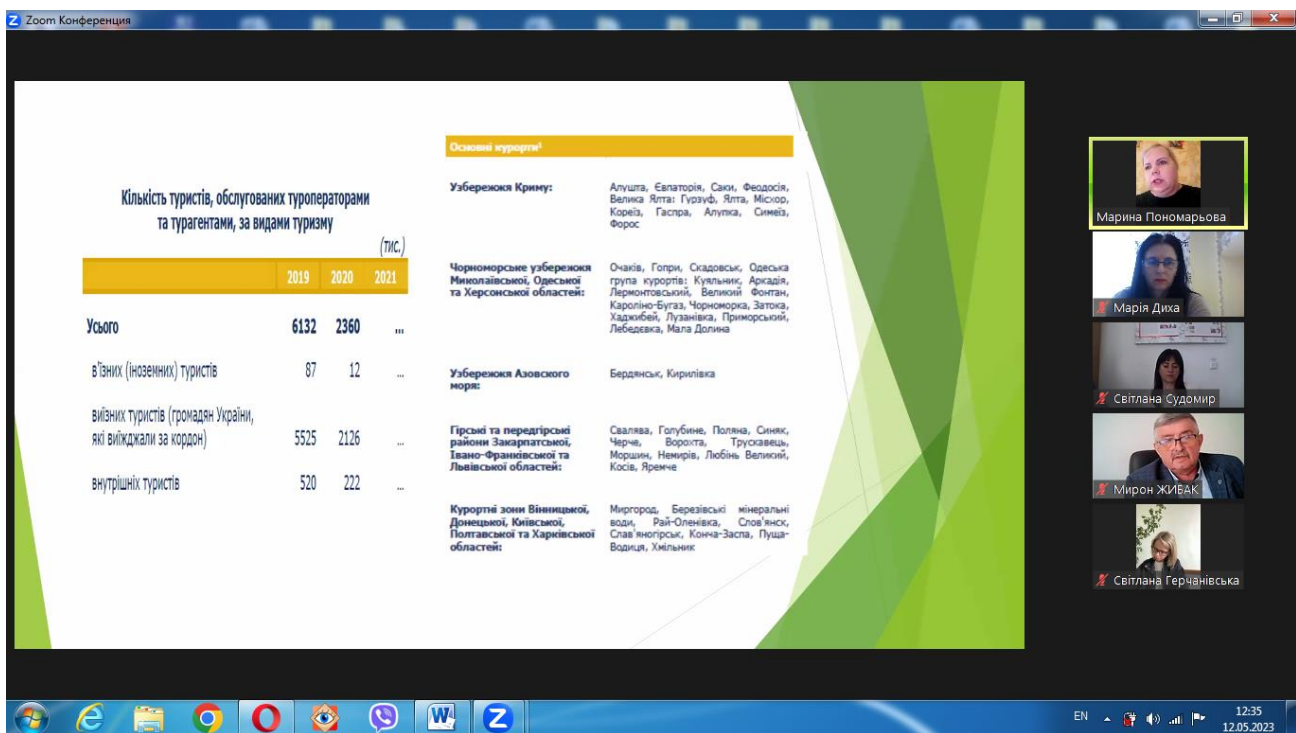 Zoom Конференция
Кількість туристів, обслугованих туроператорами
та турагентами, за видами туризму
(тис.)
2019 2020 2021
Усього 6132 2360 ...
в'їзних (іноземних) туристів 87 12 ...
виїзних туристів (громадян України,
які виїжджали за кордон) 5525 2126 ...
внутрішніх туристів 520 222 ...
Основні курорти¹
Узбережжя Криму: Алушта, Євпаторія, Саки, Феодосія,
Велика Ялта: Гурзуф, Ялта, Місхор,
Кореїз, Гаспра, Алупка, Симеїз,
Форос
Чорноморське узбережжя Очаків, Гопри, Скадовськ, Одеська
Миколаївської, Одеської група курортів: Куяльник, Аркадія,
та Херсонської областей: Лермонтовський, Великий Фонтан,
Кароліно-Бугаз, Чорноморка, Затока,
Хаджибей, Лузанівка, Приморський,
Лебедєвка, Мала Долина
Узбережжя Азовского Бердянськ, Кирилівка
моря:
Гірські та передгірські Свалява, Голубине, Поляна, Синяк,
райони Закарпатської, Черче, Ворохта, Трускавець,
Івано-Франківської та Моршин, Немирів, Любінь Великий,
Львівської областей: Косів, Яремче
Курортні зони Вінницької, Миргород, Березівські мінеральні
Донецької, Київської, води, Рай-Оленівка, Слов'янск,
Полтавської та Харківської Слав'яногірськ, Конча-Заспа, Пуща-
областей: Водиця, Хмільник
Марина Пономарьова
Марія Диха
Світлана Судомир
Мирон ЖИБАК
Світлана Герчанівська
EN
12:35
12.05.2023